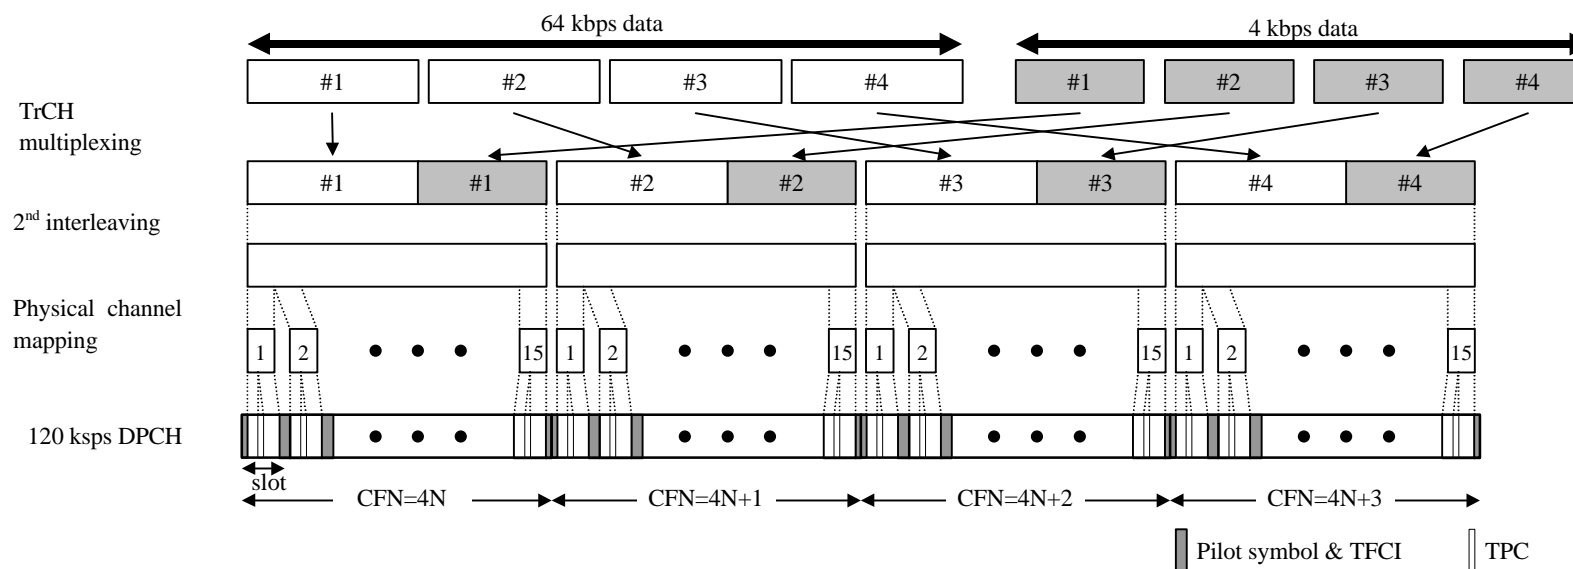 64 kbps data
4 kbps data
#1 #2 #3 #4 #1 #2 #3 #4
TrCH
multiplexing
#1 #1 #2 #2 #3 #3 #4 #4
2nd interleaving
Physical channel
mapping
1 2 15 1 2 15 1 2 15 1 2 15
120 ksps DPCH
slot
CFN=4N CFN=4N+1 CFN=4N+2 CFN=4N+3
Pilot symbol & TFCI TPC